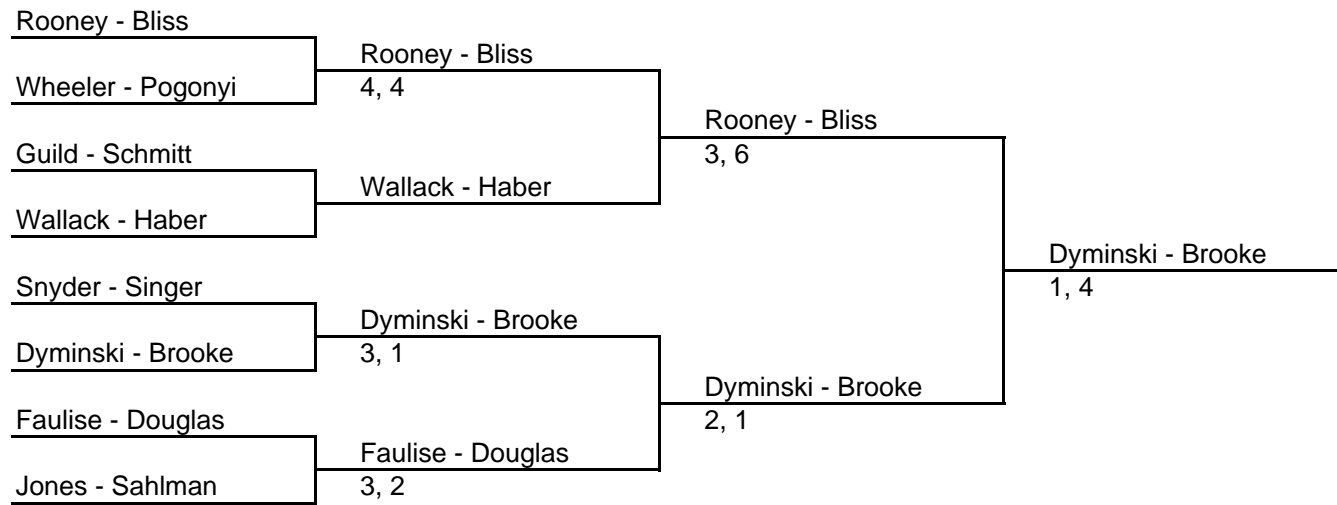 Rooney - Bliss
Wheeler - Pogonyi
Guild - Schmitt
Wallack - Haber
Snyder - Singer
Dyminski - Brooke
Faulise - Douglas
Jones - Sahlman
Rooney - Bliss
4, 4
Wallack - Haber
Dyminski - Brooke
3, 1
Faulise - Douglas
3, 2
Rooney - Bliss
3, 6
Dyminski - Brooke
2, 1
Dyminski - Brooke
1, 4